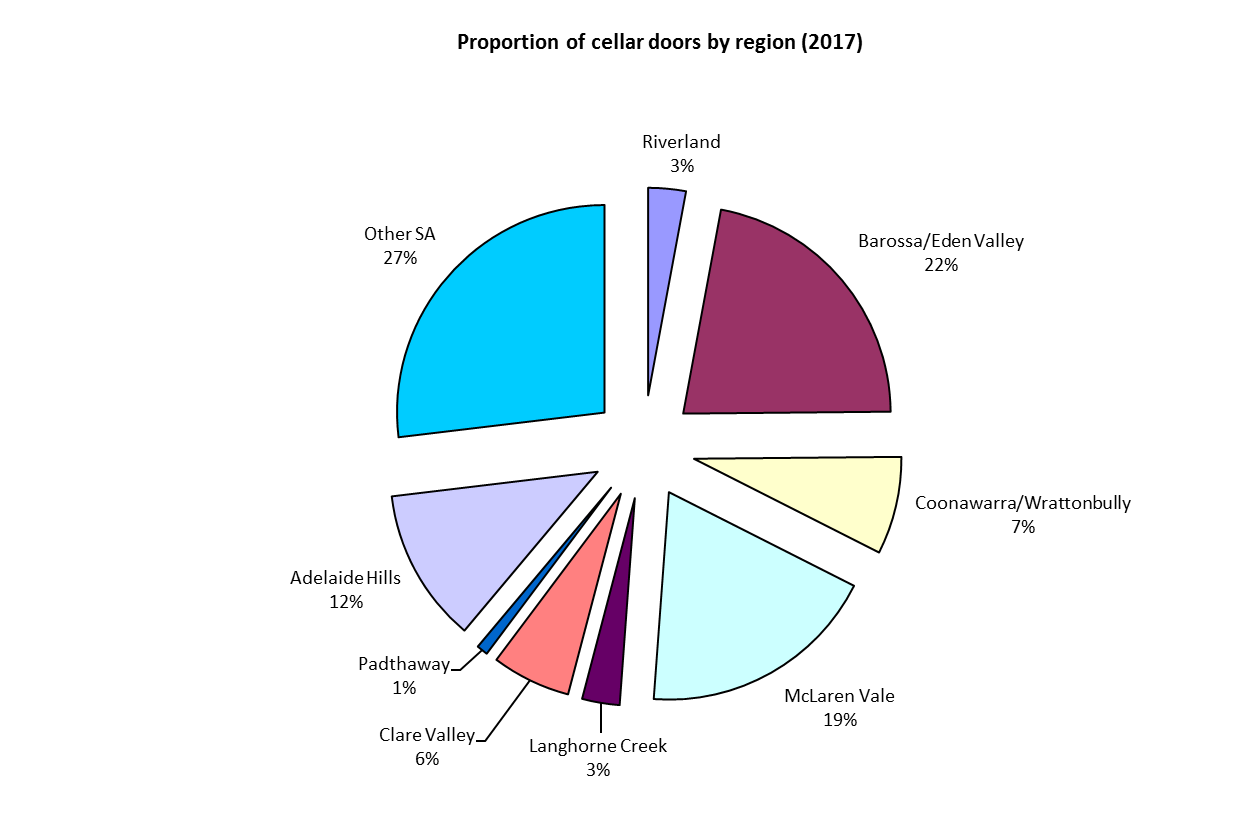 Proportion of cellar doors by region (2017)
Riverland
3%
Barossa/Eden Valley
22%
Coonawarra/Wrattonbully
7%
McLaren Vale
19%
Langhorne Creek
3%
Clare Valley
6%
Padthaway
1%
Adelaide Hills
12%
Other SA
27%